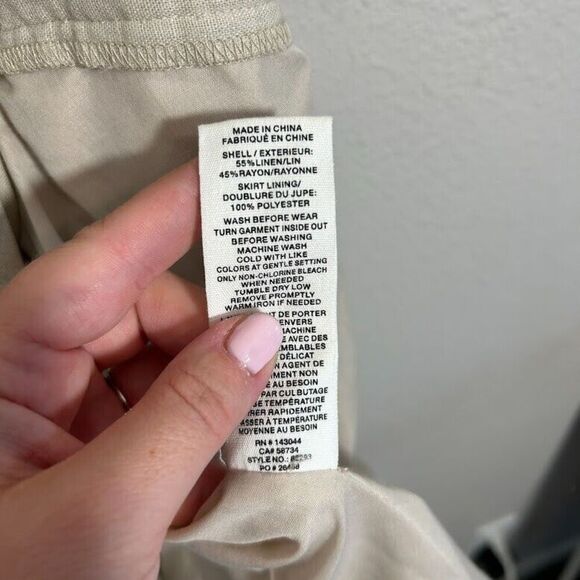 MADE IN CHINA
FABRIQUÉ EN CHINE
SHELL / EXTERIEUR:
55%LINEN/LIN
45%RAYON/RAYONNE
SKIRT LINING/
DOUBLURE DU JUPE:
100% POLYESTER
WASH BEFORE WEAR
TURN GARMENT INSIDE OUT
BEFORE WASHING
MACHINE WASH
COLD WITH LIKE
COLORS AT GENTLE SETTING
ONLY NON-CHLORINE BLEACH
WHEN NEEDED
TUMBLE DRY LOW
REMOVE PROMPTLY
WARM IRON IF NEEDED
DE PORTER
ENVERS
MACHINE
AVEC DES
DÉLICAT
EN AGENT DE
NON
AU BESOIN
PAR CULBUTAGE
TEMPÉRATURE
RAPIDEMENT
À TEMPÉRATURE
MOYENNE AU BESOIN
RN # 143044
CA# 58734
STYLE NO.:
PO #